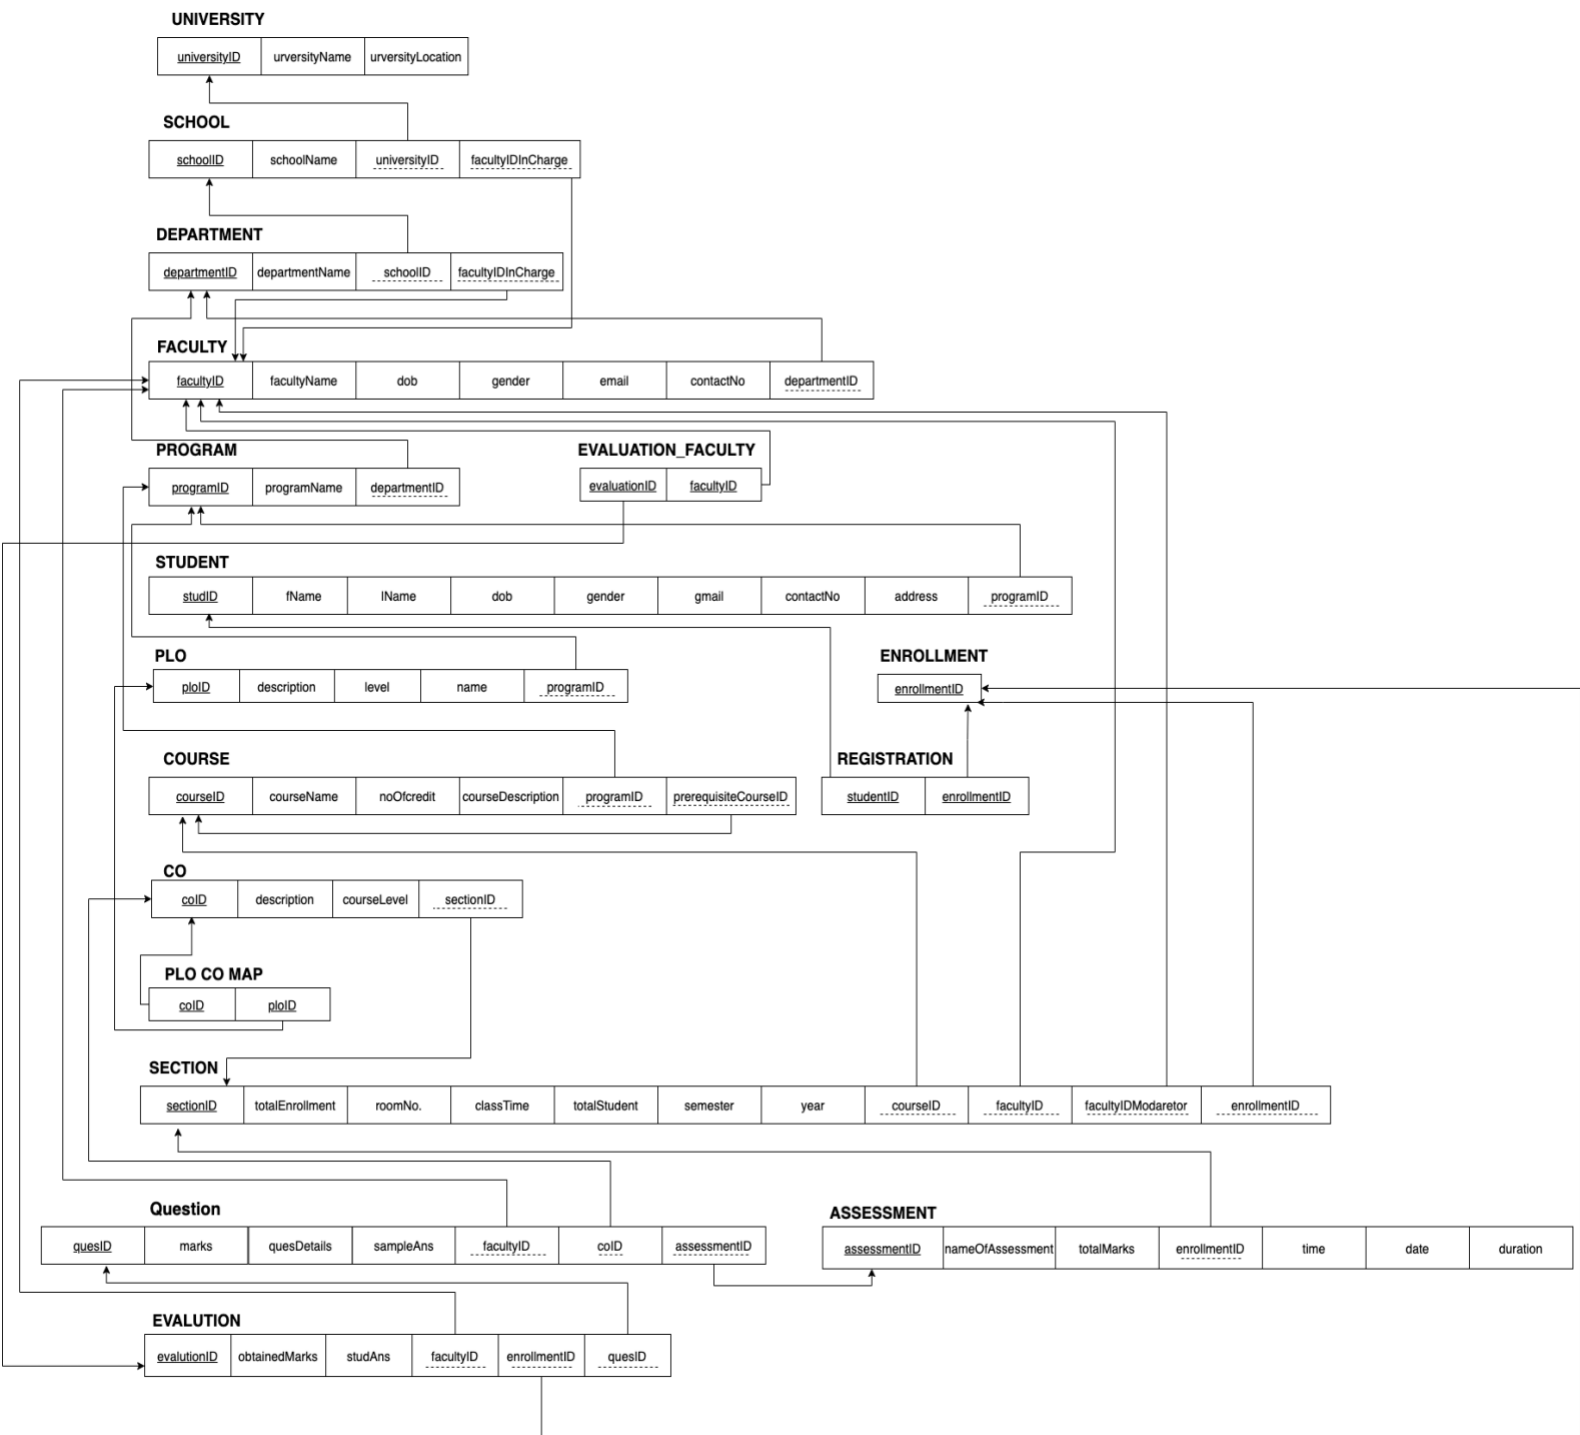 UNIVERSITY
universityID urversityName urversityLocation
SCHOOL
schoolID schoolName universityID facultyIDInCharge
DEPARTMENT
departmentID departmentName schoolID facultyIDInCharge
FACULTY
facultyID facultyName dob gender email contactNo departmentID
PROGRAM EVALUATION_FACULTY
programID programName departmentID evaluationID facultyID
STUDENT
studID fName lName dob gender gmail contactNo address programID
PLO ENROLLMENT
ploID description level name programID enrollmentID
COURSE REGISTRATION
courseID courseName noOfcredit courseDescription programID prerequisiteCourseID studentID enrollmentID
CO
coID description courseLevel sectionID
PLO CO MAP
coID ploID
SECTION
sectionID totalEnrollment roomNo. classTime totalStudent semester year courseID facultyID facultyIDModaretor enrollmentID
Question ASSESSMENT
quesID marks quesDetails sampleAns facultyID coID assessmentID assessmentID nameOfAssessment totalMarks enrollmentID time date duration
EVALUTION
evalutionID obtainedMarks studAns facultyID enrollmentID quesID